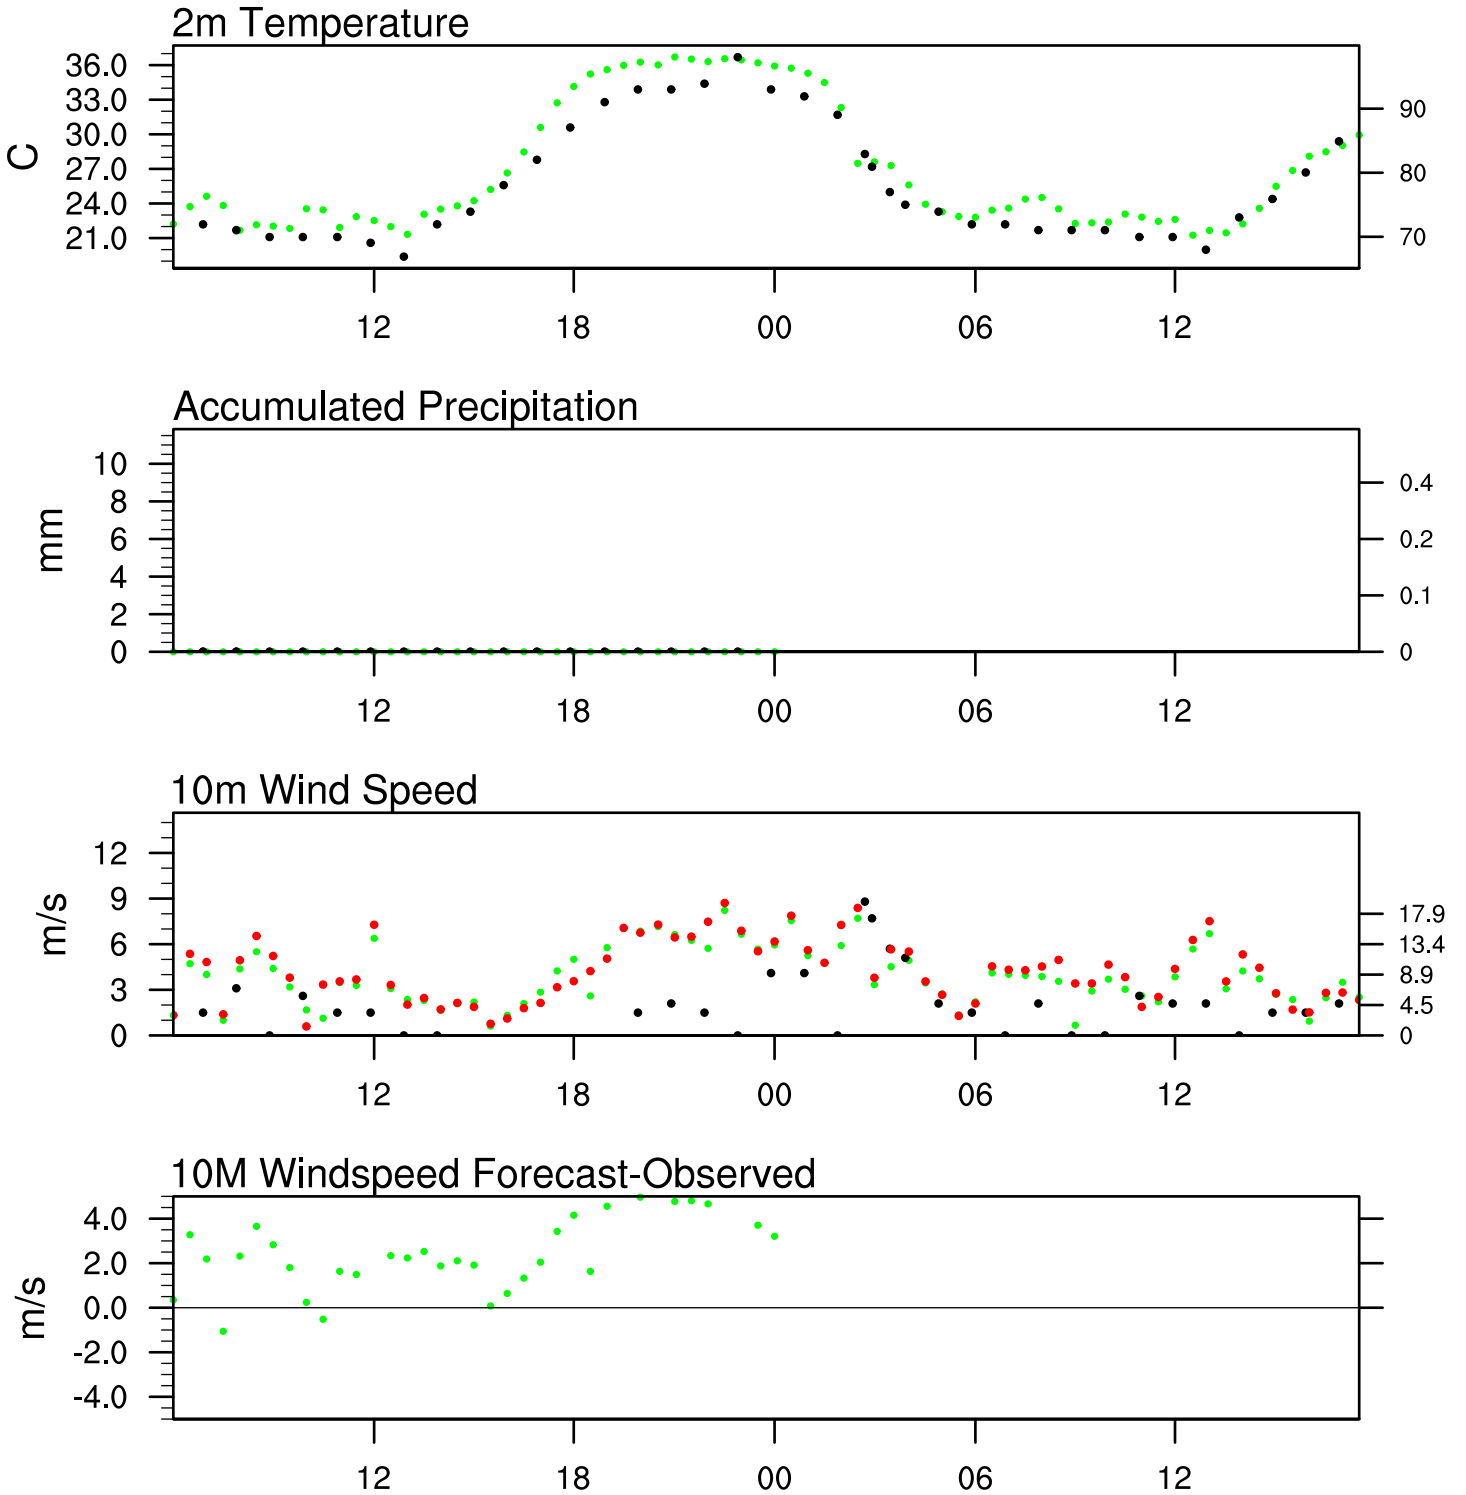 2m Temperature
C
36.0
33.0
30.0
27.0
24.0
21.0
90
80
70
12 18 00 06 12
Accumulated Precipitation
mm
10
8
6
4
2
0
0.4
0.2
0.1
0
12 18 00 06 12
10m Wind Speed
m/s
12
9
6
3
0
17.9
13.4
8.9
4.5
0
12 18 00 06 12
10M Windspeed Forecast-Observed
m/s
4.0
2.0
0.0
-2.0
-4.0
12 18 00 06 12